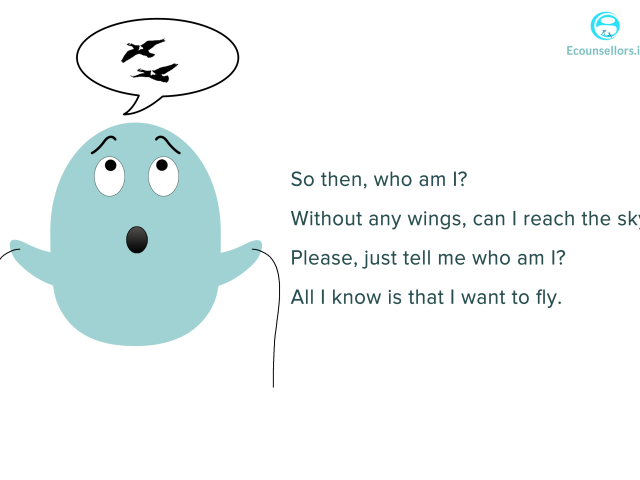 Ecounsellors.i
So then, who am I?
Without any wings, can I reach the sky
Please, just tell me who am I?
All I know is that I want to fly.